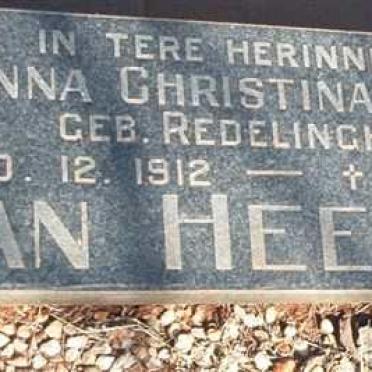 IN TERE HERINN
NNA CHRISTINA
GEB. REDELINGH
0. 12. 1912 — ✝
AN HEE